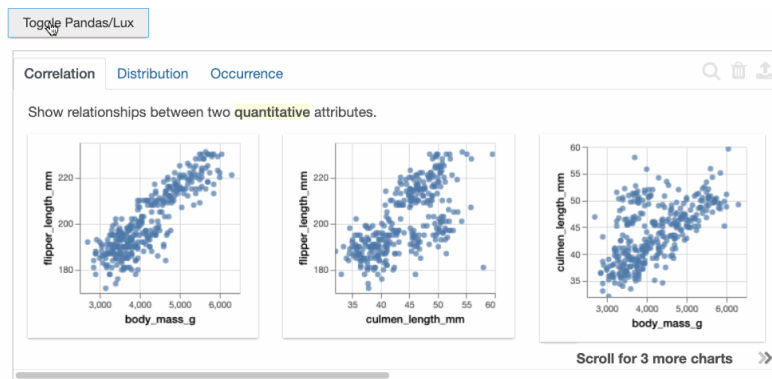 Toggle Pandas/Lux
Correlation Distribution Occurrence
Show relationships between two quantitative attributes.
flipper_length_mm
220
200
180
3,000 4,000 5,000 6,000
body_mass_g
flipper_length_mm
220
200
180
35 40 45 50 55 60
culmen_length_mm
culmen_length_mm
60
55
50
45
40
35
3,000 4,000 5,000 6,000
body_mass_g
Scroll for 3 more charts